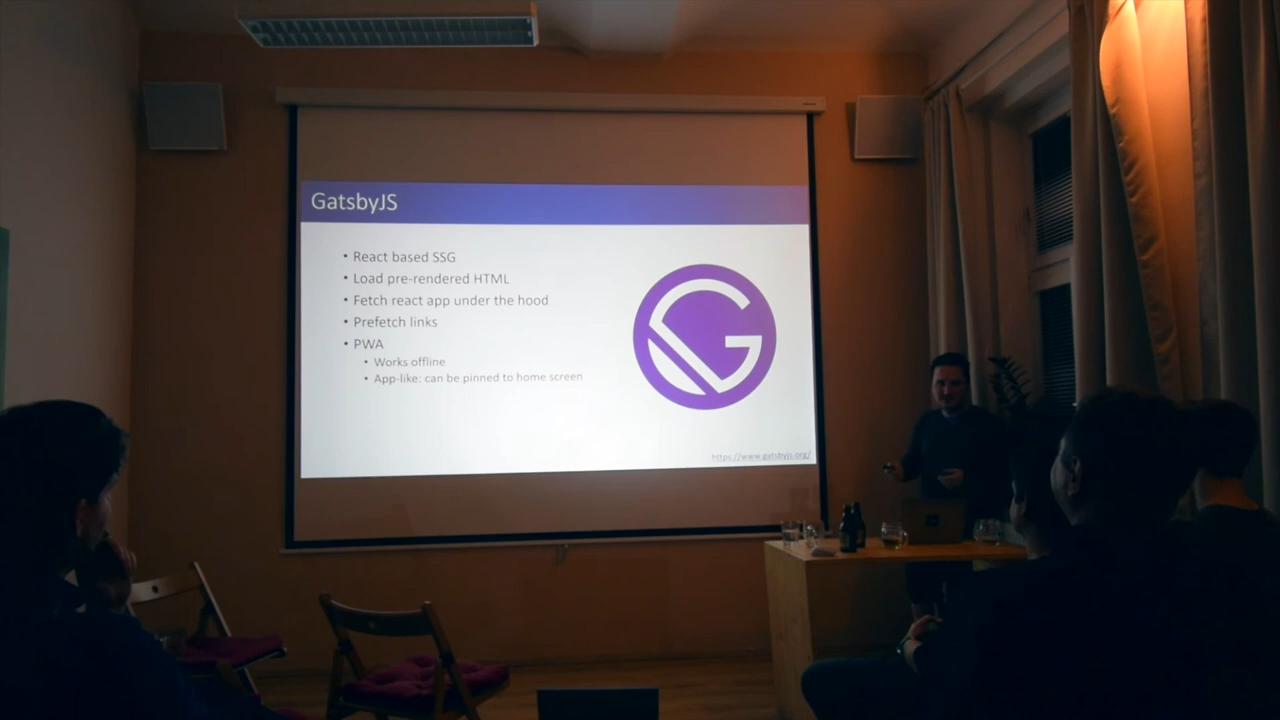 GatsbyJS
• React based SSG
• Load pre-rendered HTML
• Fetch react app under the hood
• Prefetch links
• PWA
• Works offline
• App-like: can be pinned to home screen
https://www.gatsbyjs.org/